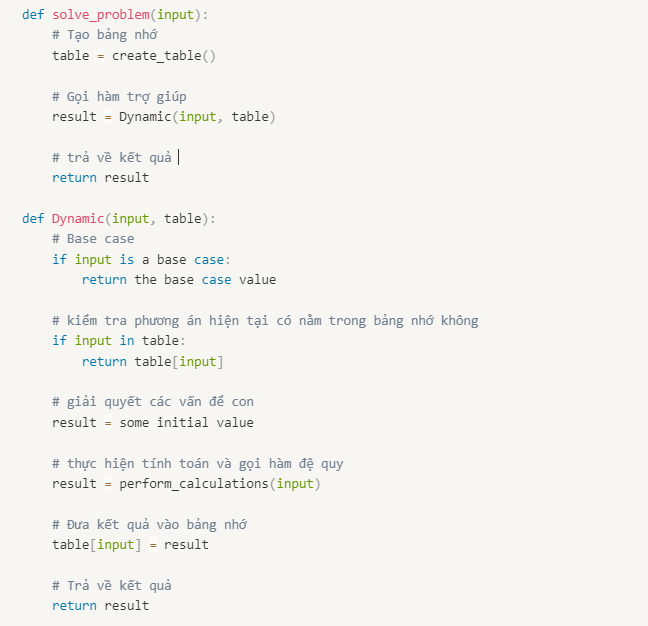 def solve_problem(input):
# Tạo bảng nhớ
table = create_table()
# Gọi hàm trợ giúp
result = Dynamic(input, table)
# trả về kết quả
return result
def Dynamic(input, table):
# Base case
if input is a base case:
return the base case value
# kiểm tra phương án hiện tại có nằm trong bảng nhớ không
if input in table:
return table[input]
# giải quyết các vấn để con
result = some initial value
# thực hiện tính toán và gọi hàm đệ quy
result = perform_calculations(input)
# Đưa kết quả vào bảng nhớ
table[input] = result
# Trả về kết quả
return result